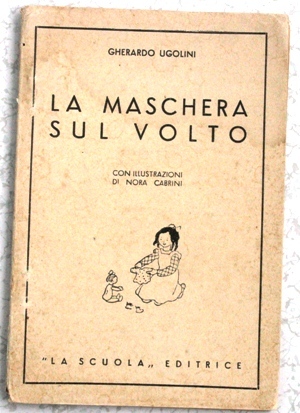 GHERARDO UGOLINI
LA MASCHERA
SUL VOLTO
CON ILLUSTRAZIONI
DI NORA CABRINI
"LA SCUOLA„ EDITRICE